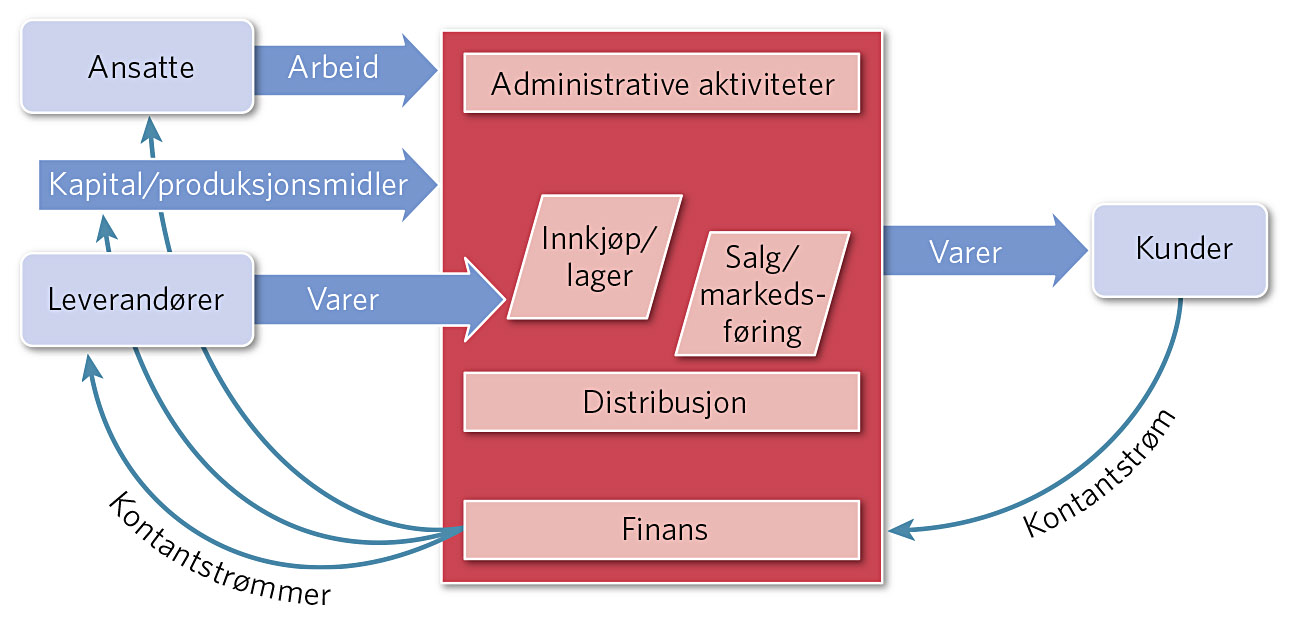 Ansatte
Arbeid
Administrative aktiviteter
Kapital/produksjonsmidler
Innkjøp/
lager
Salg/
markeds-
føring
Varer
Kunder
Leverandører
Varer
Distribusjon
Kontantstrøm
Finans
Kontantstrømmer